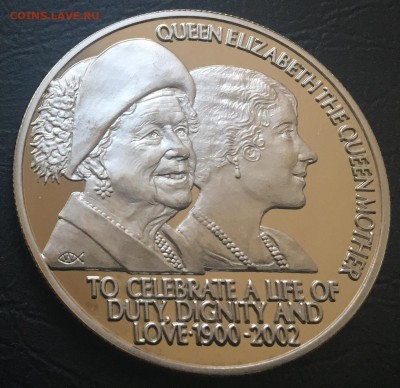 COINS.LAVE.RU
QUEEN ELIZABETH THE QUEEN MOTHER
TO CELEBRATE A LIFE OF
DUTY, DIGNITY AND
LOVE·1900-2002